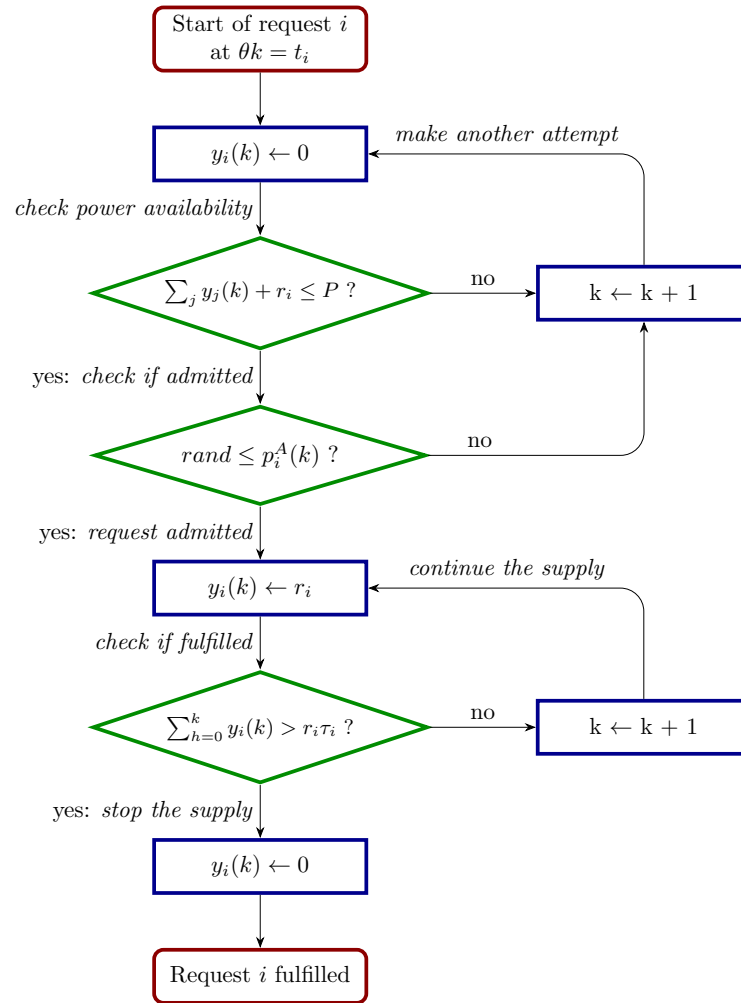 Start of request i
at θk = t_i
y_i(k) ← 0
make another attempt
check power availability
∑_j y_j(k) + r_i ≤ P ?
no
k ← k + 1
yes: check if admitted
rand ≤ p_i^A(k) ?
no
yes: request admitted
y_i(k) ← r_i
continue the supply
check if fulfilled
∑_{h=0}^k y_i(k) > r_i τ_i ?
no
k ← k + 1
yes: stop the supply
y_i(k) ← 0
Request i fulfilled